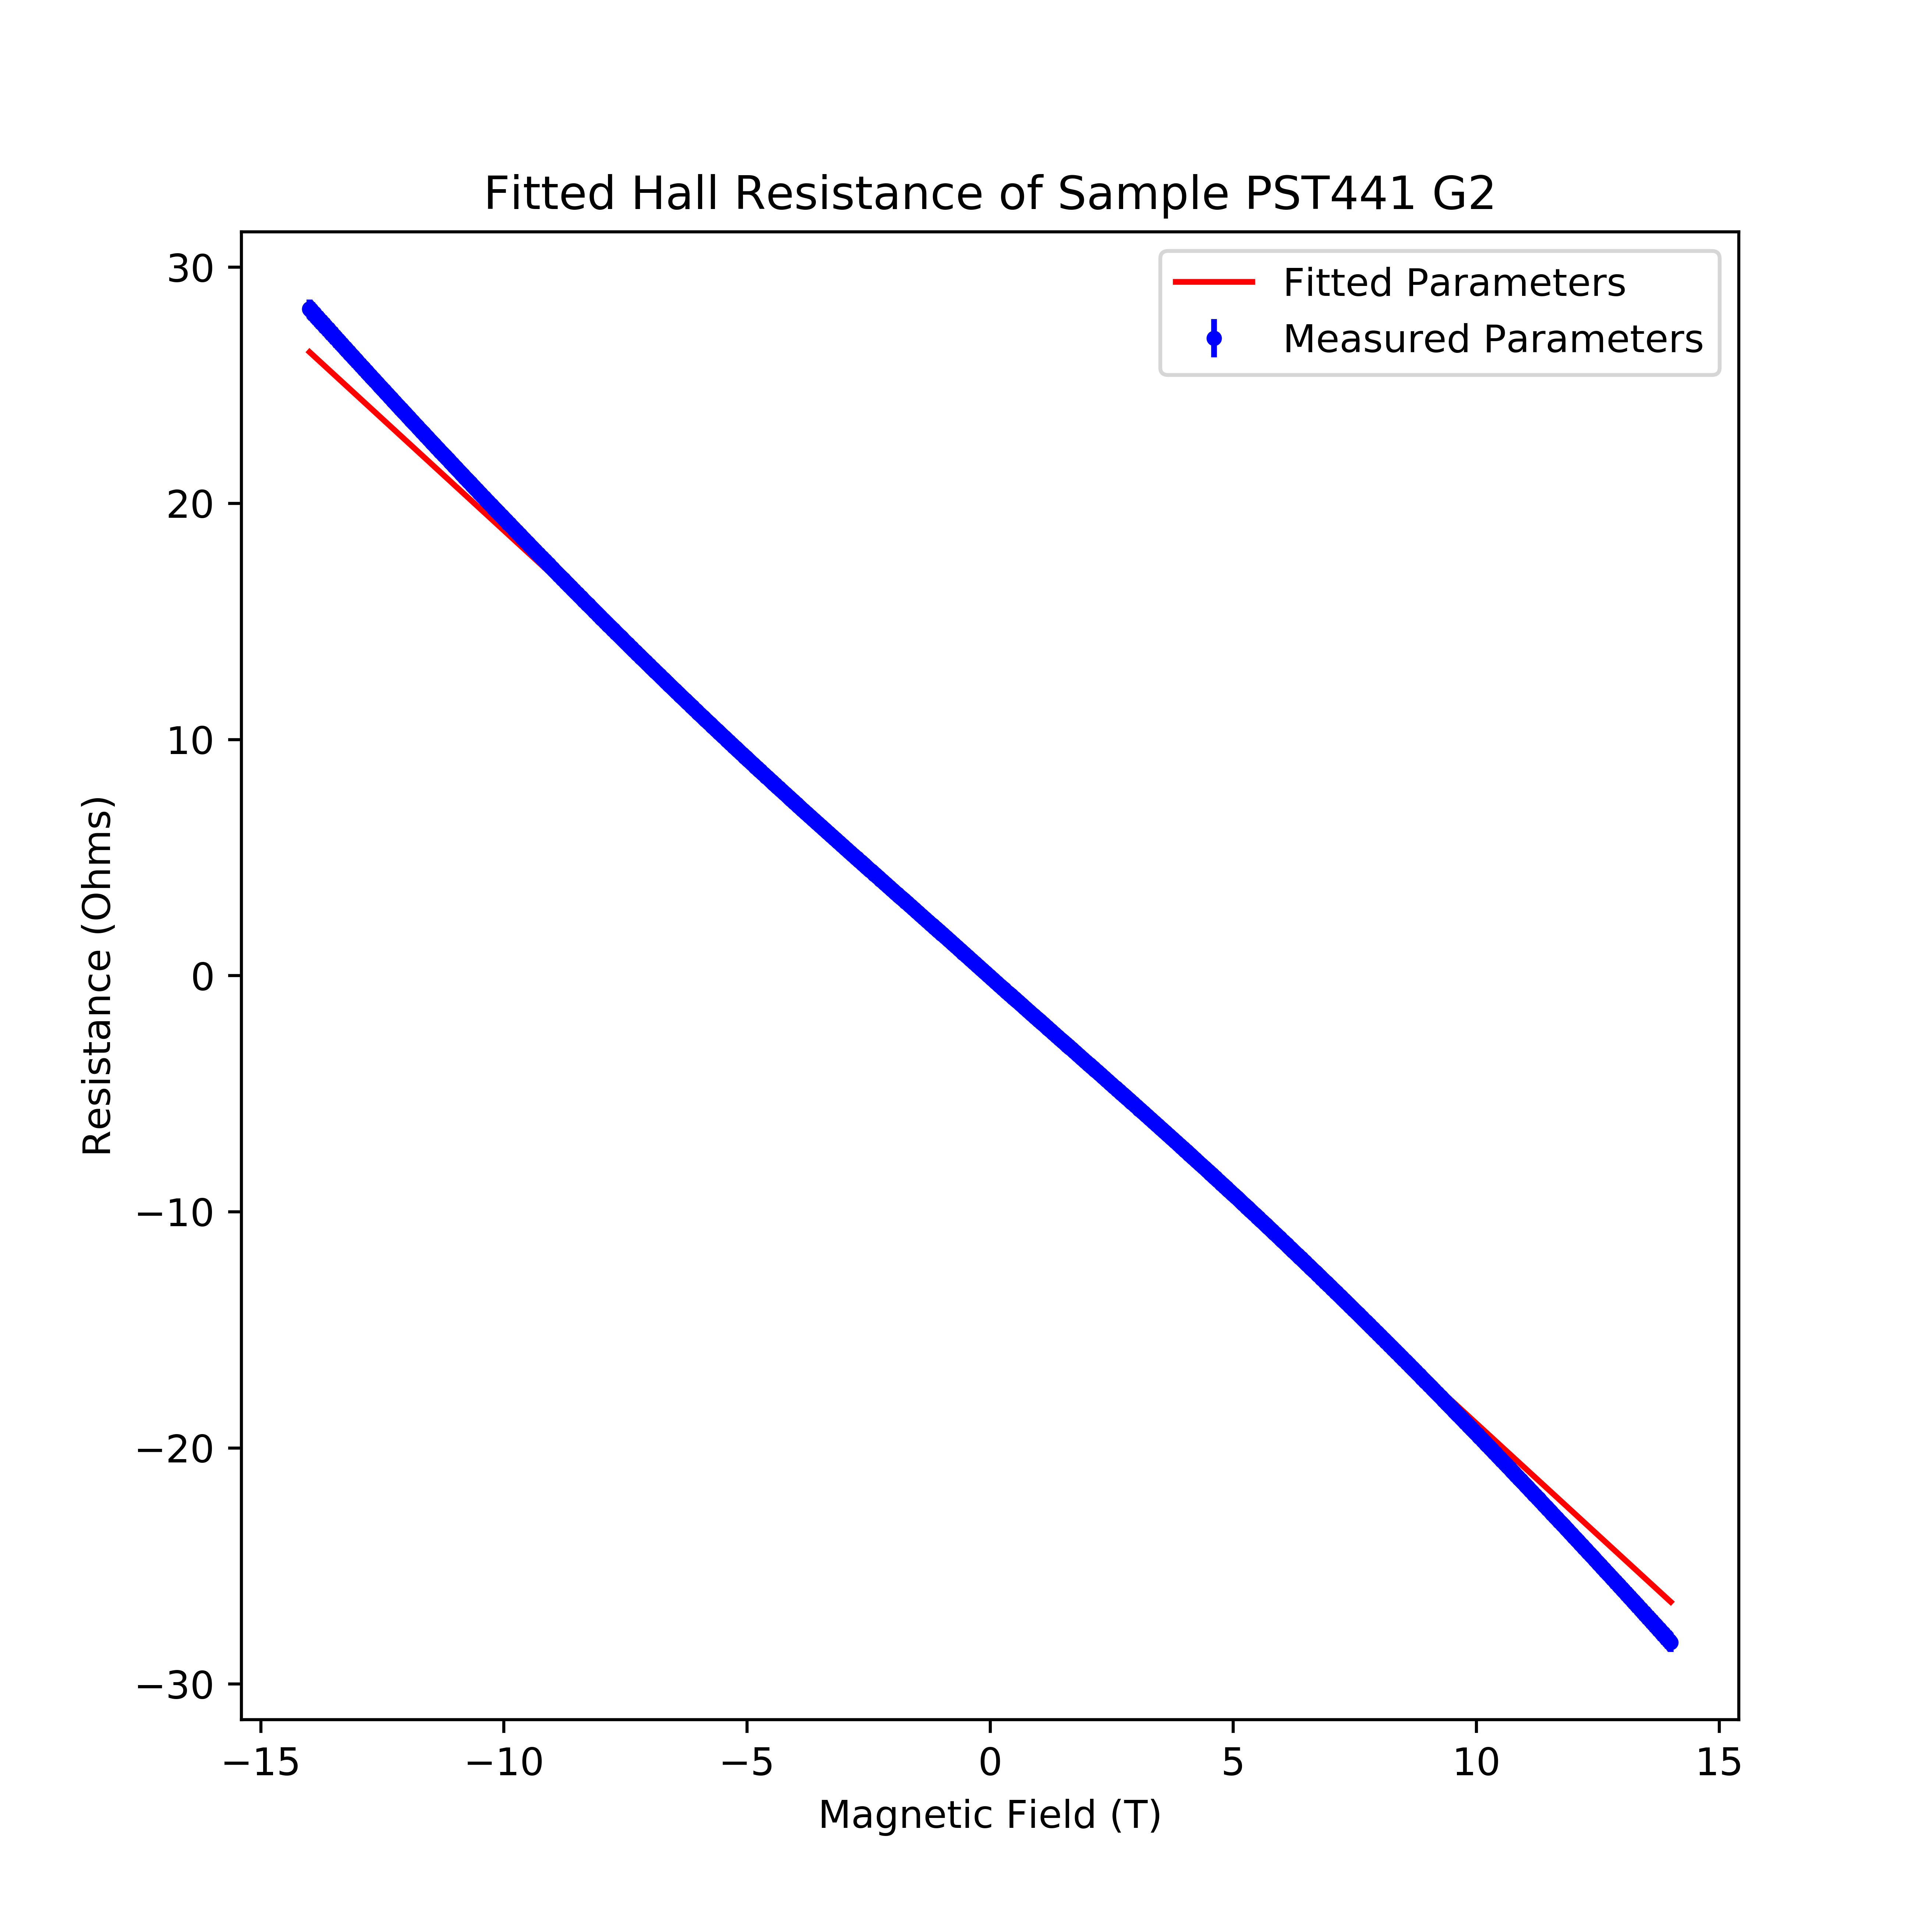 Fitted Hall Resistance of Sample PST441 G2
Fitted Parameters
Measured Parameters
30
20
10
0
−10
−20
−30
Resistance (Ohms)
−15 −10 −5 0 5 10 15
Magnetic Field (T)